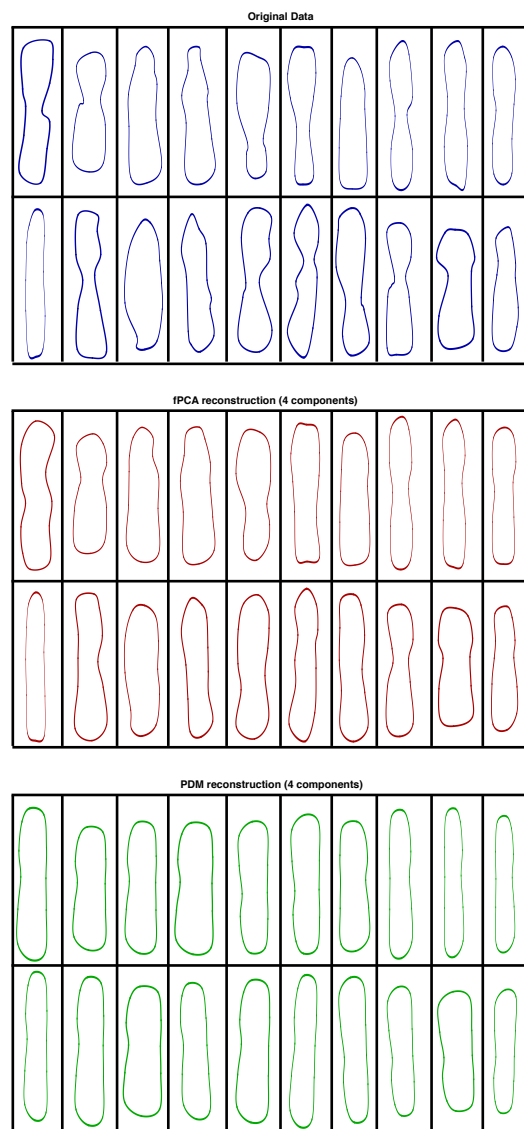 Original Data
fPCA reconstruction (4 components)
PDM reconstruction (4 components)